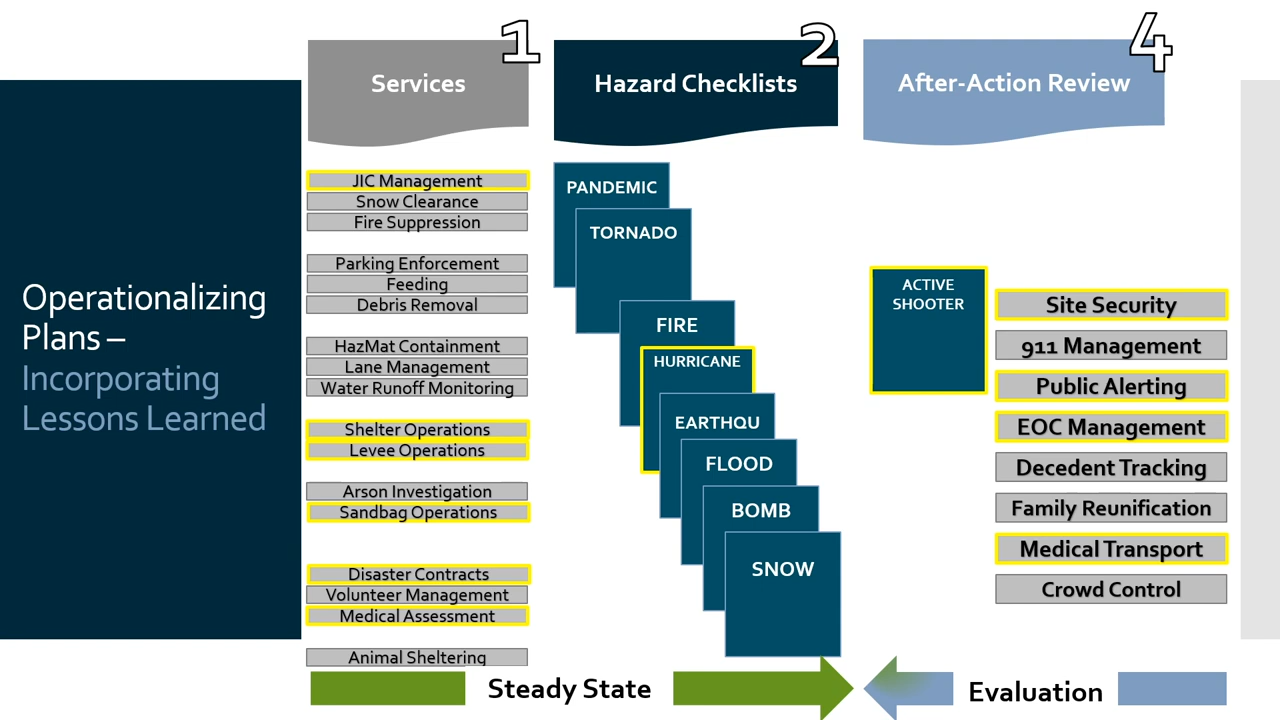 Operationalizing
Plans –
Incorporating
Lessons Learned
1
Services
JIC Management
Snow Clearance
Fire Suppression
Parking Enforcement
Feeding
Debris Removal
HazMat Containment
Lane Management
Water Runoff Monitoring
Shelter Operations
Levee Operations
Arson Investigation
Sandbag Operations
Disaster Contracts
Volunteer Management
Medical Assessment
Animal Sheltering
2
Hazard Checklists
PANDEMIC
TORNADO
FIRE
HURRICANE
EARTHQU
FLOOD
BOMB
SNOW
4
After-Action Review
ACTIVE
SHOOTER
Site Security
911 Management
Public Alerting
EOC Management
Decedent Tracking
Family Reunification
Medical Transport
Crowd Control
Steady State
Evaluation